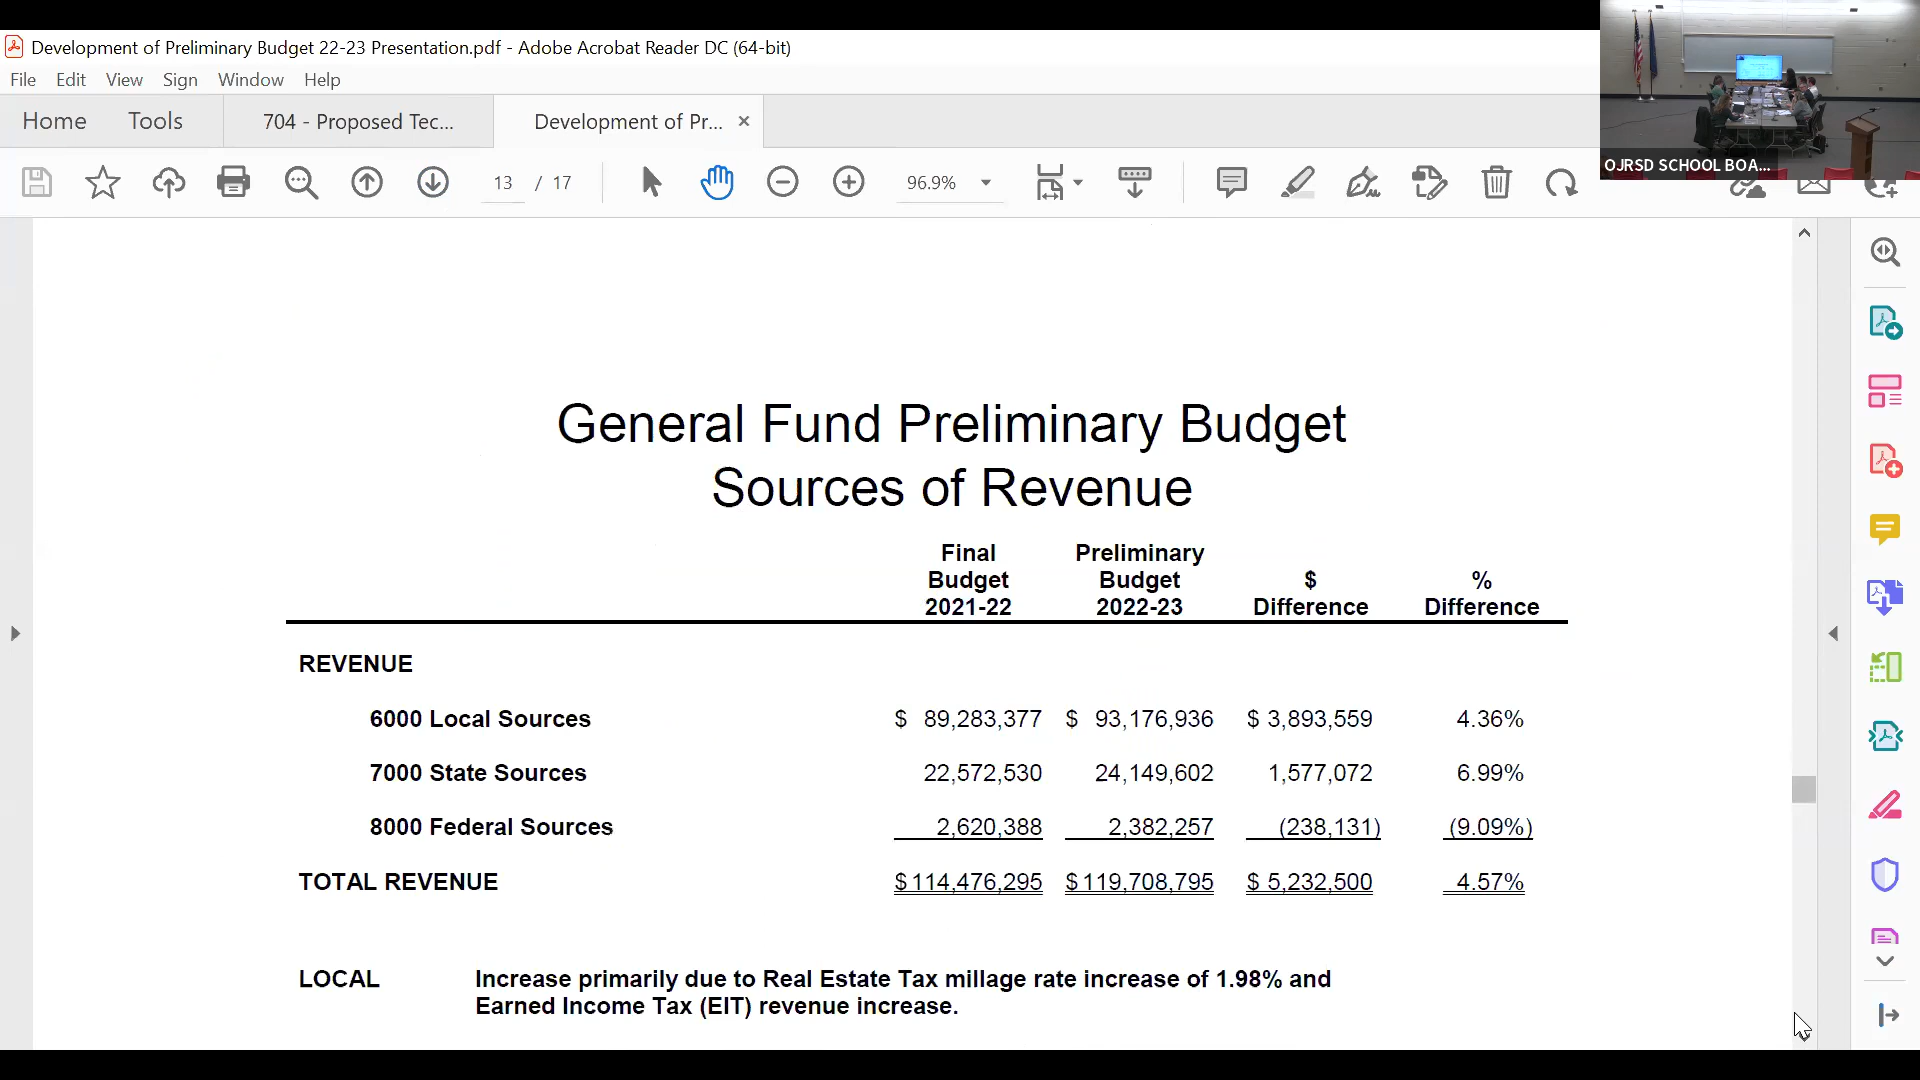 Development of Preliminary Budget 22-23 Presentation.pdf - Adobe Acrobat Reader DC (64-bit)
File Edit View Sign Window Help
Home Tools 704 - Proposed Tec... Development of Pr... ×
13 / 17 96.9%
OJRSD SCHOOL BOA...
General Fund Preliminary Budget
Sources of Revenue
Final Preliminary
Budget Budget $ %
2021-22 2022-23 Difference Difference
REVENUE
6000 Local Sources $ 89,283,377 $ 93,176,936 $ 3,893,559 4.36%
7000 State Sources 22,572,530 24,149,602 1,577,072 6.99%
8000 Federal Sources 2,620,388 2,382,257 (238,131) (9.09%)
TOTAL REVENUE $114,476,295 $119,708,795 $ 5,232,500 4.57%
LOCAL Increase primarily due to Real Estate Tax millage rate increase of 1.98% and
Earned Income Tax (EIT) revenue increase.